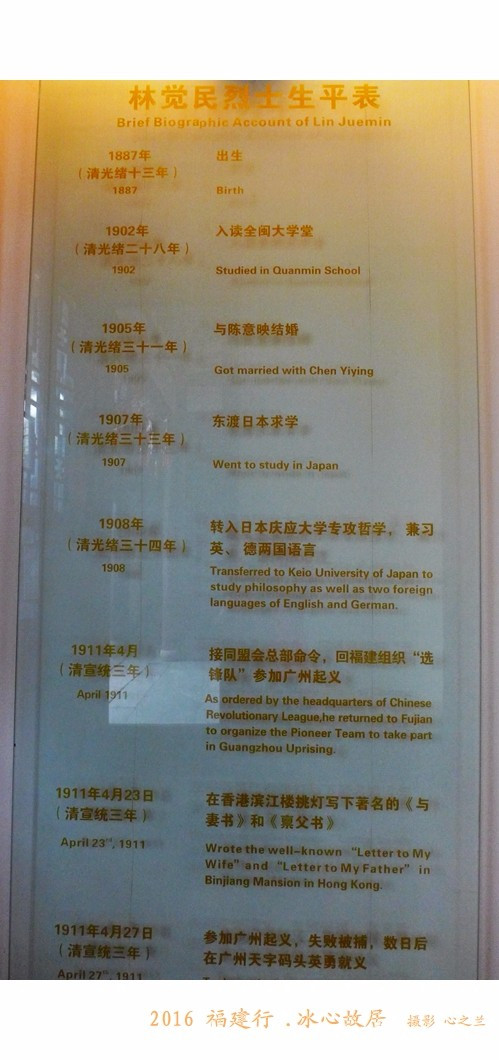 林觉民烈士生平表
Brief Biographic Account of Lin Juemin
1887年
（清光绪十三年）
1887
出生
Birth
1902年
（清光绪二十八年）
1902
入读全闽大学堂
Studied in Quanmin School
1905年
（清光绪三十一年）
1905
与陈意映结婚
Got married with Chen Yiying
1907年
（清光绪三十三年）
1907
东渡日本求学
Went to study in Japan
1908年
（清光绪三十四年）
1908
转入日本庆应大学专攻哲学，兼习
英、德两国语言
Transferred to Keio University of Japan to
study philosophy as well as two foreign
languages of English and German.
1911年4月
（清宣统三年）
April 1911
接同盟会总部命令，回福建组织“选
锋队”参加广州起义
As ordered by the headquarters of Chinese
Revolutionary League,he returned to Fujian
to organize the Pioneer Team to take part
in Guangzhou Uprising.
1911年4月23日
（清宣统三年）
April 23rd, 1911
在香港滨江楼挑灯写下著名的《与
妻书》和《禀父书》
Wrote the well-known “Letter to My
Wife” and “Letter to My Father” in
Binjiang Mansion in Hong Kong.
1911年4月27日
（清宣统三年）
April 27th, 1911
参加广州起义，失败被捕，数日后
在广州天字码头英勇就义
2016 福建行 .冰心故居 摄影 心之兰